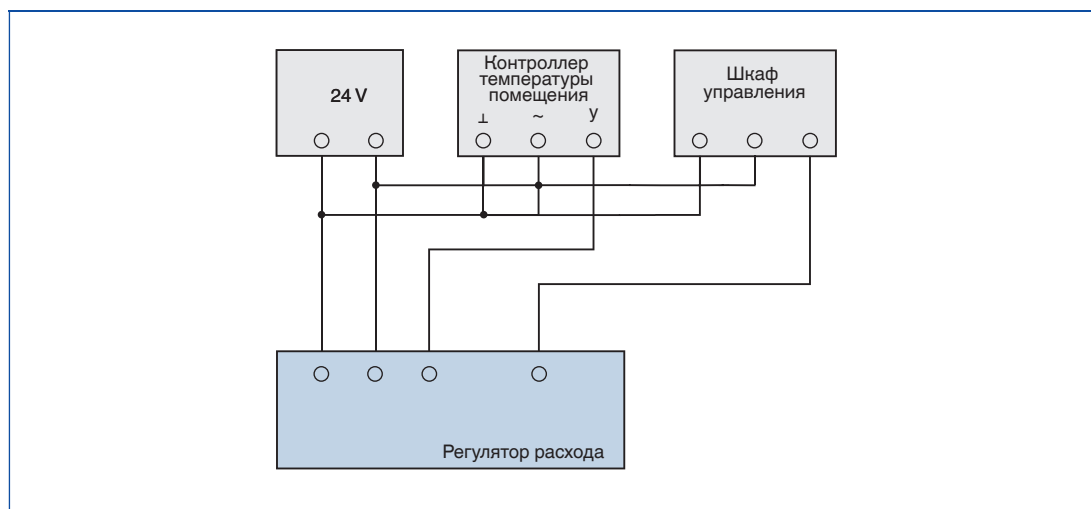 24 V
Контроллер
температуры
помещения
⊥ ~ y
Шкаф
управления
Регулятор расхода